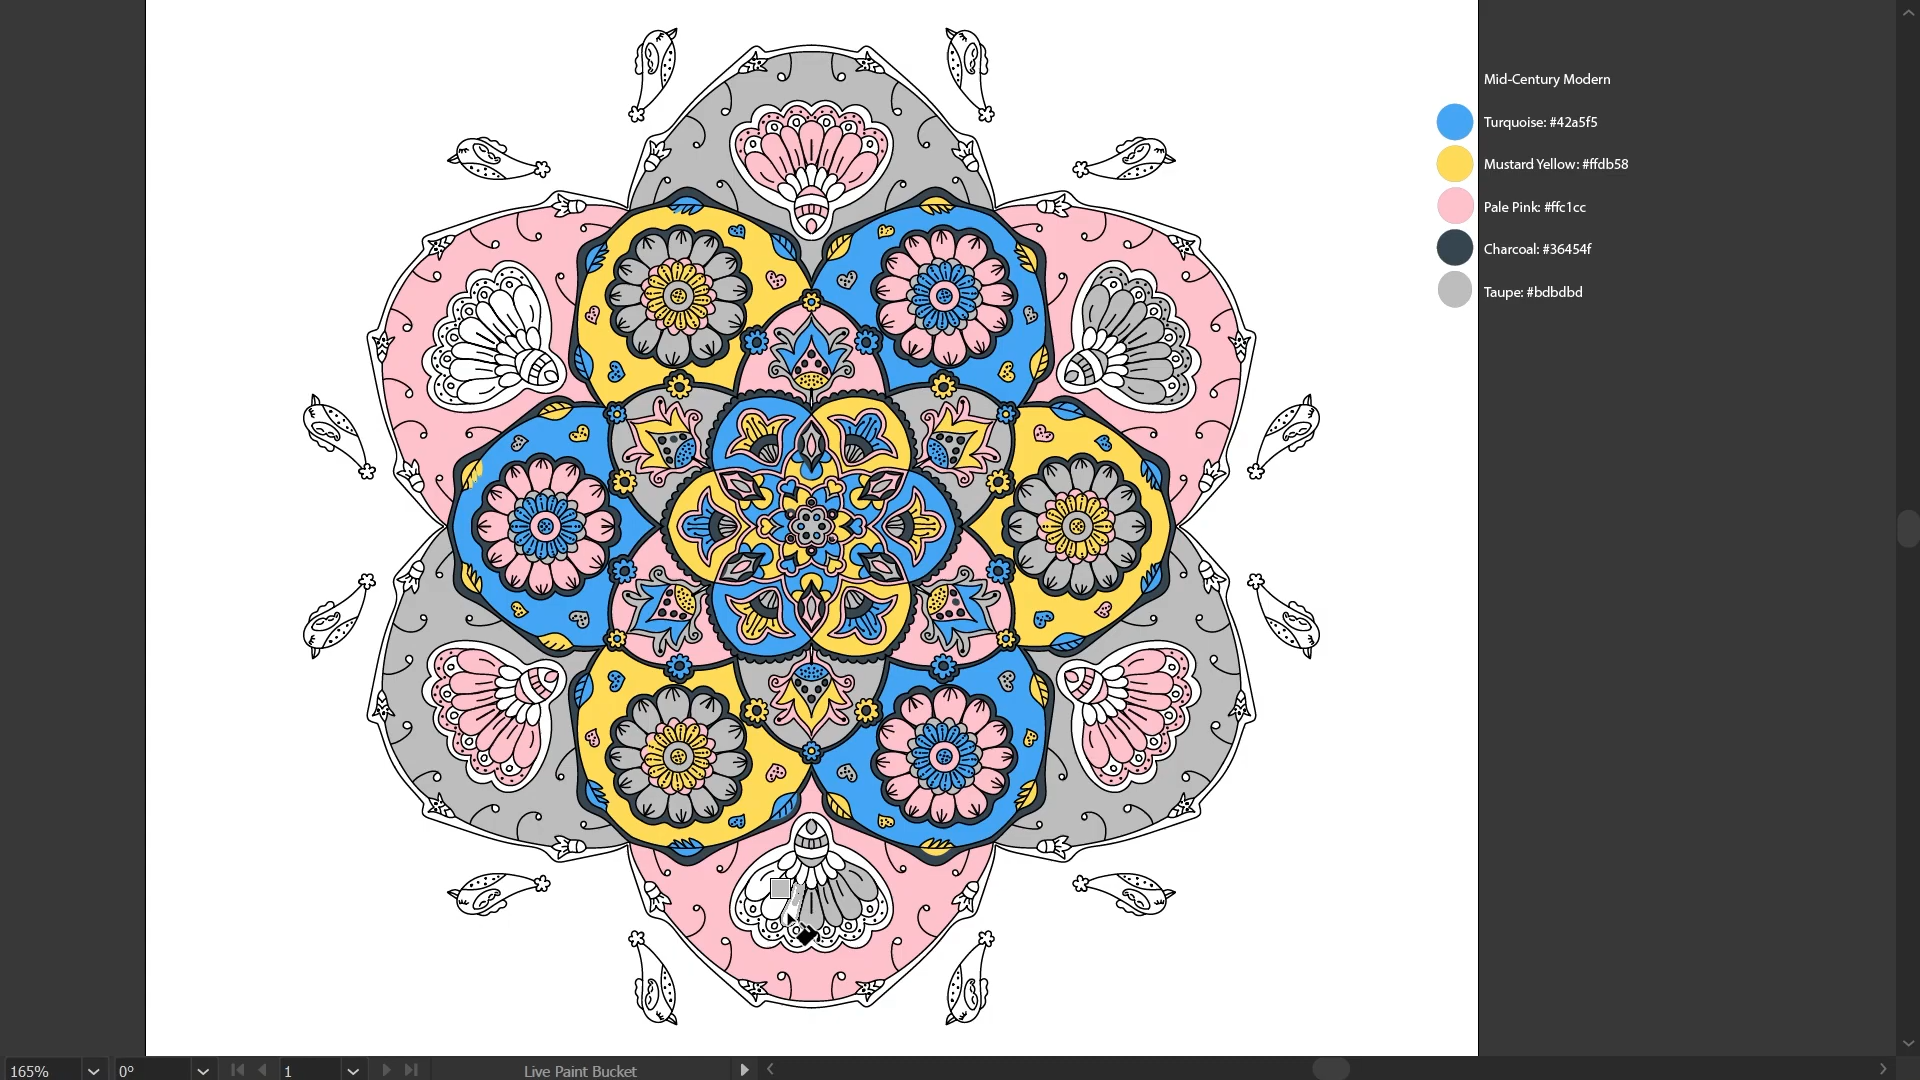 Mid-Century Modern
Turquoise: #42a5f5
Mustard Yellow: #ffdb58
Pale Pink: #ffc1cc
Charcoal: #36454f
Taupe: #bdbdbd
165% 0° 1 Live Paint Bucket